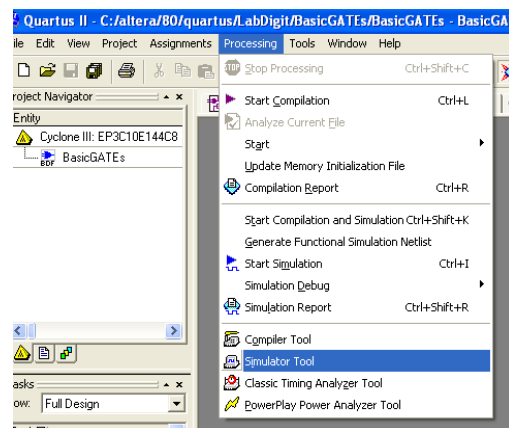 Quartus II - C:/altera/80/quartus/LabDigit/BasicGATEs/BasicGATEs - BasicGA
ile Edit View Project Assignments Processing Tools Window Help
roject Navigator
Entity
Cyclone III: EP3C10E144C8
BDF BasicGATEs
STOP Stop Processing Ctrl+Shift+C
Start Compilation Ctrl+L
Analyze Current File
Start
Update Memory Initialization File
Compilation Report Ctrl+R
Start Compilation and Simulation Ctrl+Shift+K
Generate Functional Simulation Netlist
Start Simulation Ctrl+I
Simulation Debug
Simulation Report Ctrl+Shift+R
Compiler Tool
Simulator Tool
Classic Timing Analyzer Tool
PowerPlay Power Analyzer Tool
asks
ow: Full Design